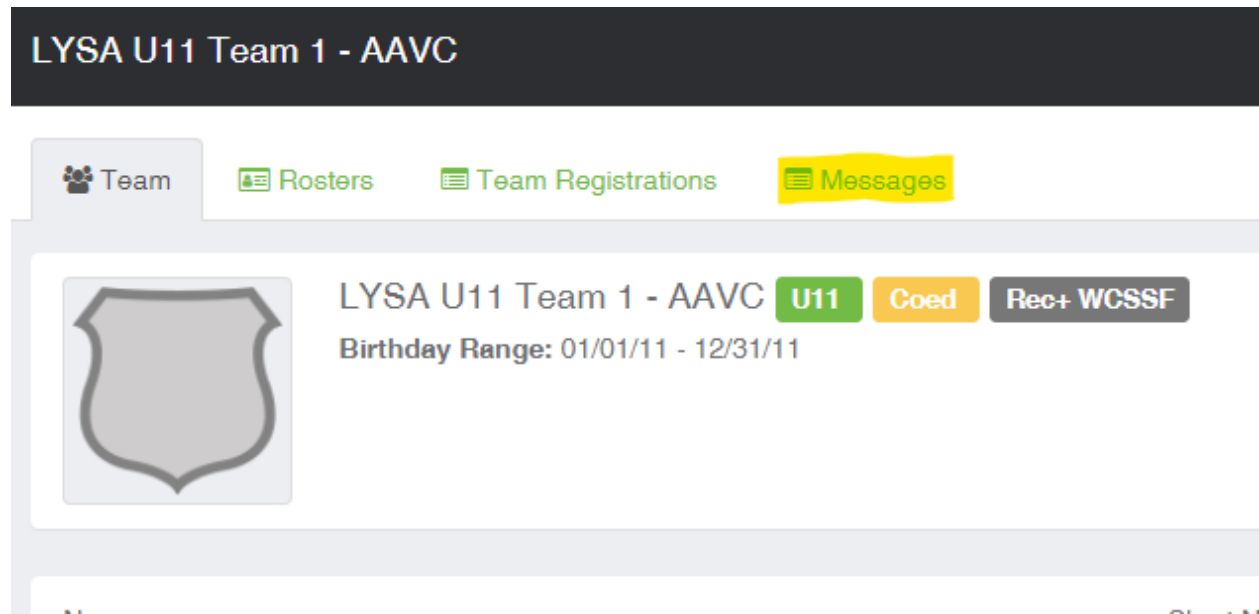 LYSA U11 Team 1 - AAVC
Team Rosters Team Registrations Messages
LYSA U11 Team 1 - AAVC U11 Coed Rec+ WCSSF
Birthday Range: 01/01/11 - 12/31/11